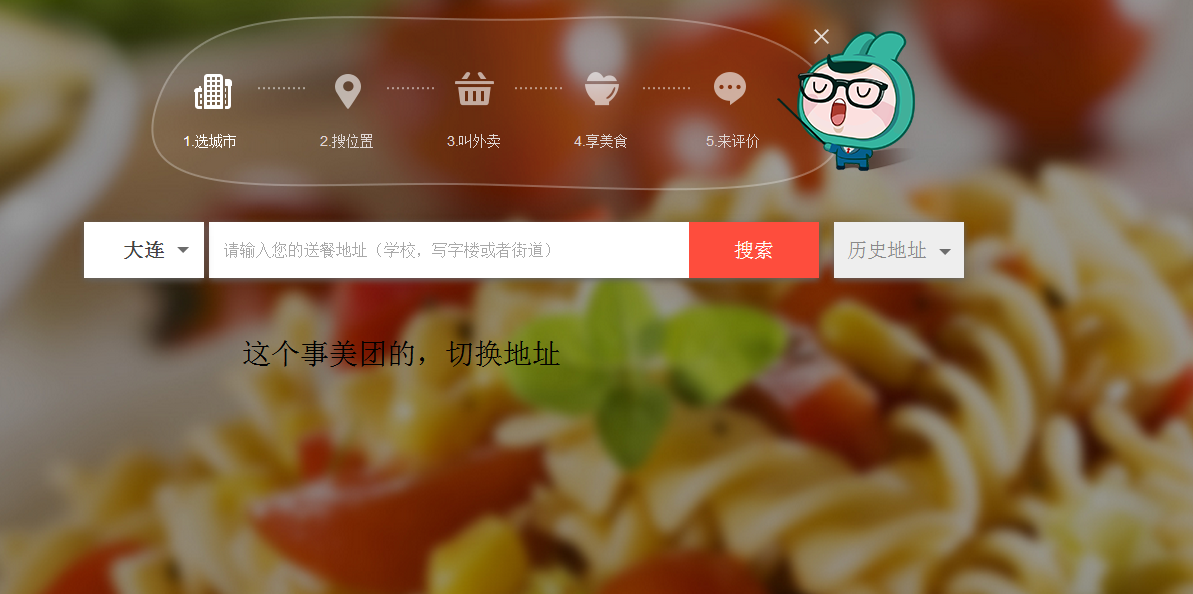 1.选城市
2.搜位置
3.叫外卖
4.享美食
5.来评价
大连
请输入您的送餐地址（学校，写字楼或者街道）
搜索
历史地址
这个事美团的，切换地址